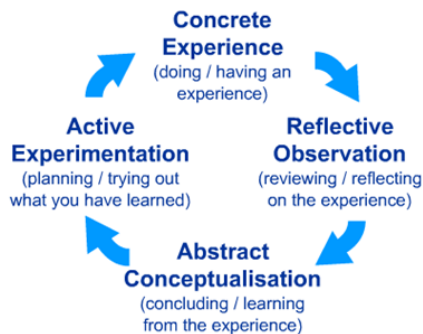 Concrete
Experience
(doing / having an
experience)
Reflective
Observation
(reviewing / reflecting
on the experience)
Abstract
Conceptualisation
(concluding / learning
from the experience)
Active
Experimentation
(planning / trying out
what you have learned)